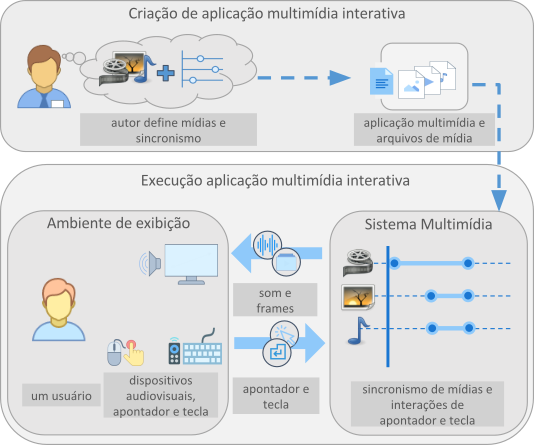 Criação de aplicação multimídia interativa
autor define mídias e
sincronismo
aplicação multimídia e
arquivos de mídia
Execução aplicação multimídia interativa
Ambiente de exibição
Sistema Multimídia
som e
frames
um usuário
dispositivos
audiovisuais,
apontador e tecla
apontador e
tecla
sincronismo de mídias e
interações de
apontador e tecla